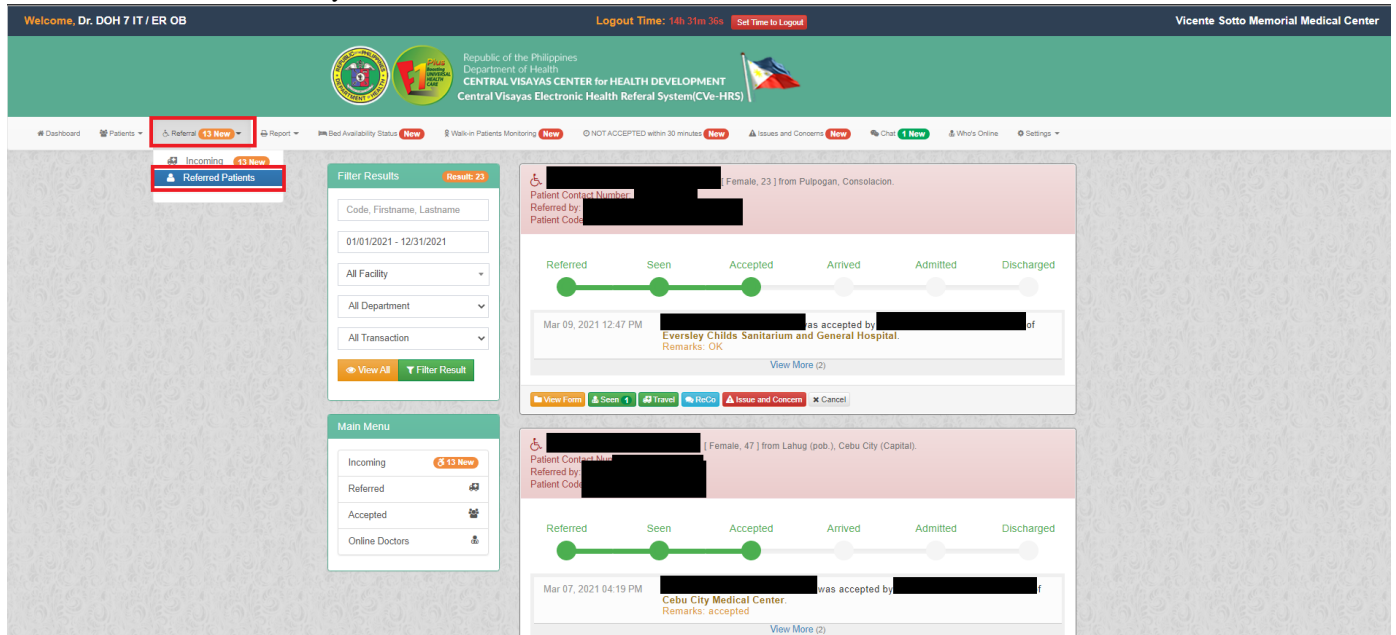 Welcome, Dr. DOH 7 IT / ER OB
Logout Time: 14h 31m 36s Set Time to Logout
Vicente Sotto Memorial Medical Center
Republic of the Philippines
Department of Health
CENTRAL VISAYAS CENTER for HEALTH DEVELOPMENT
Central Visayas Electronic Health Referal System(CVe-HRS)
Dashboard Patients Referral 13 New Report Bed Availability Status New Walk-in Patients Monitoring New NOT ACCEPTED within 30 minutes New Issues and Concerns New Chat 1 New Who's Online Settings
Incoming 13 New
Referred Patients
Filter Results Result: 23
Code, Firstname, Lastname
01/01/2021 - 12/31/2021
All Facility
All Department
All Transaction
View All Filter Result
Main Menu
Incoming 13 New
Referred
Accepted
Online Doctors
[ Female, 23 ] from Pulpogan, Consolacion.
Patient Contact Number:
Referred by:
Patient Code
Referred Seen Accepted Arrived Admitted Discharged
Mar 09, 2021 12:47 PM was accepted by of
Eversley Childs Sanitarium and General Hospital.
Remarks: OK
View More (2)
View Form Seen 1 Travel ReCo Issue and Concern Cancel
[ Female, 47 ] from Lahug (pob.), Cebu City (Capital).
Patient Contact Nu
Referred by:
Patient Code
Referred Seen Accepted Arrived Admitted Discharged
Mar 07, 2021 04:19 PM was accepted by
Cebu City Medical Center.
Remarks: accepted
View More (2)